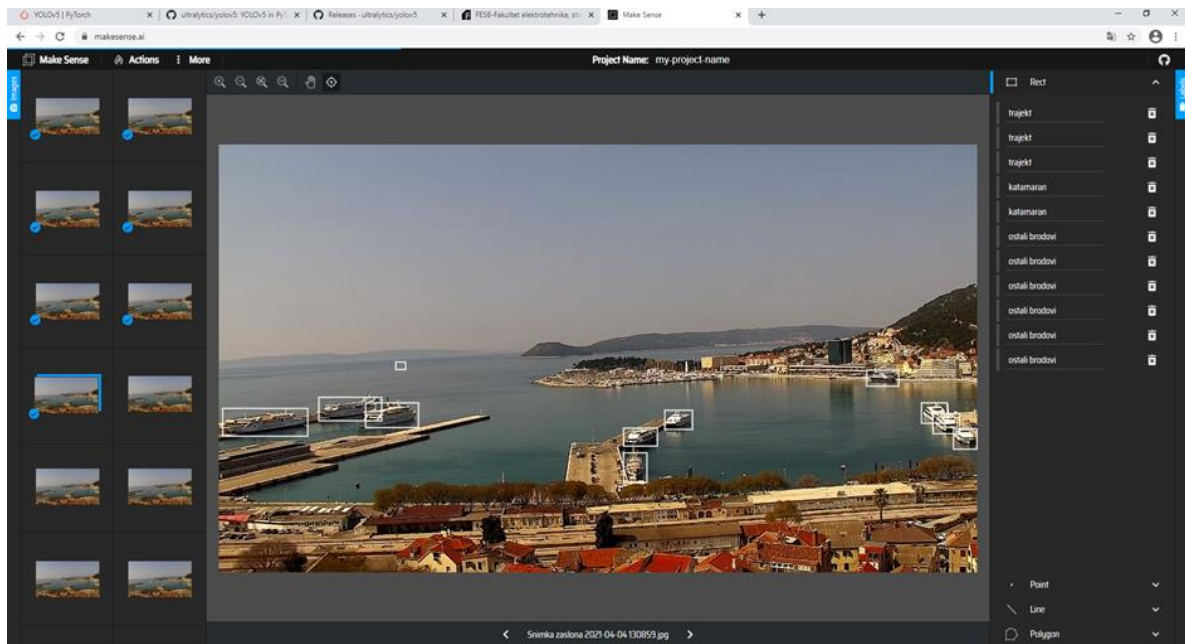 YOLOv5 | PyTorch
ultralytics/yolov5: YOLOv5 in PyT
Releases · ultralytics/yolov5
FESB-Fakultet elektrotehnike, str
Make Sense
makesense.ai
Make Sense
Actions
More
Project Name: my-project-name
Images
Rect
Labels
trajekt
trajekt
trajekt
katamaran
katamaran
ostali brodovi
ostali brodovi
ostali brodovi
ostali brodovi
ostali brodovi
ostali brodovi
Point
Line
Polygon
Snimka zaslona 2021-04-04 130859.jpg